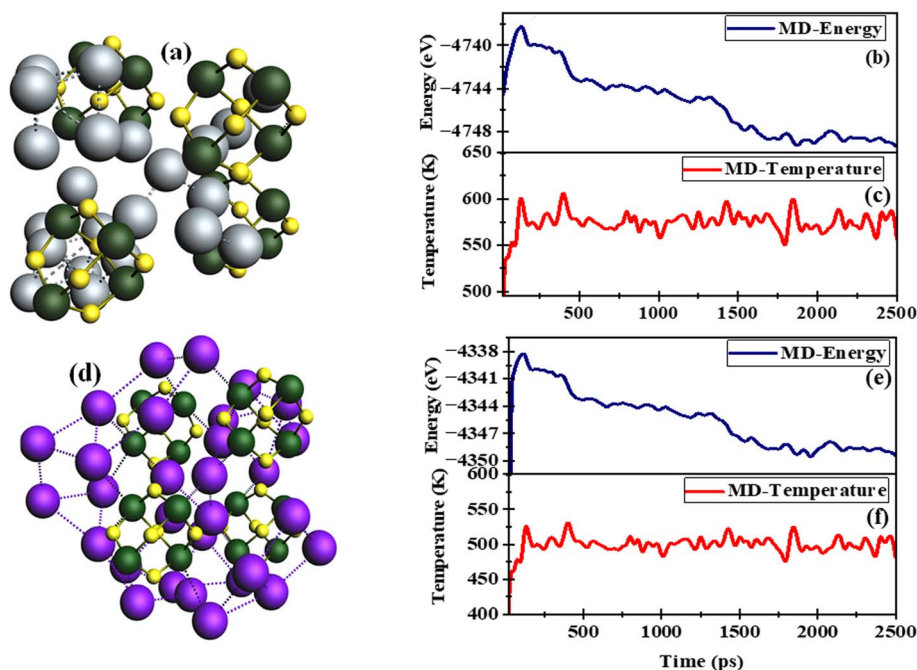 (a)
Energy (eV)
−4740
−4744
−4748
MD-Energy
(b)
Temperature (K)
650
600
550
500
MD-Temperature
(c)
500 1000 1500 2000 2500
(d)
Energy (eV)
−4338
−4341
−4344
−4347
−4350
MD-Energy
(e)
Temperature (K)
600
500
450
400
MD-Temperature
(f)
500 1000 1500 2000 2500
Time (ps)